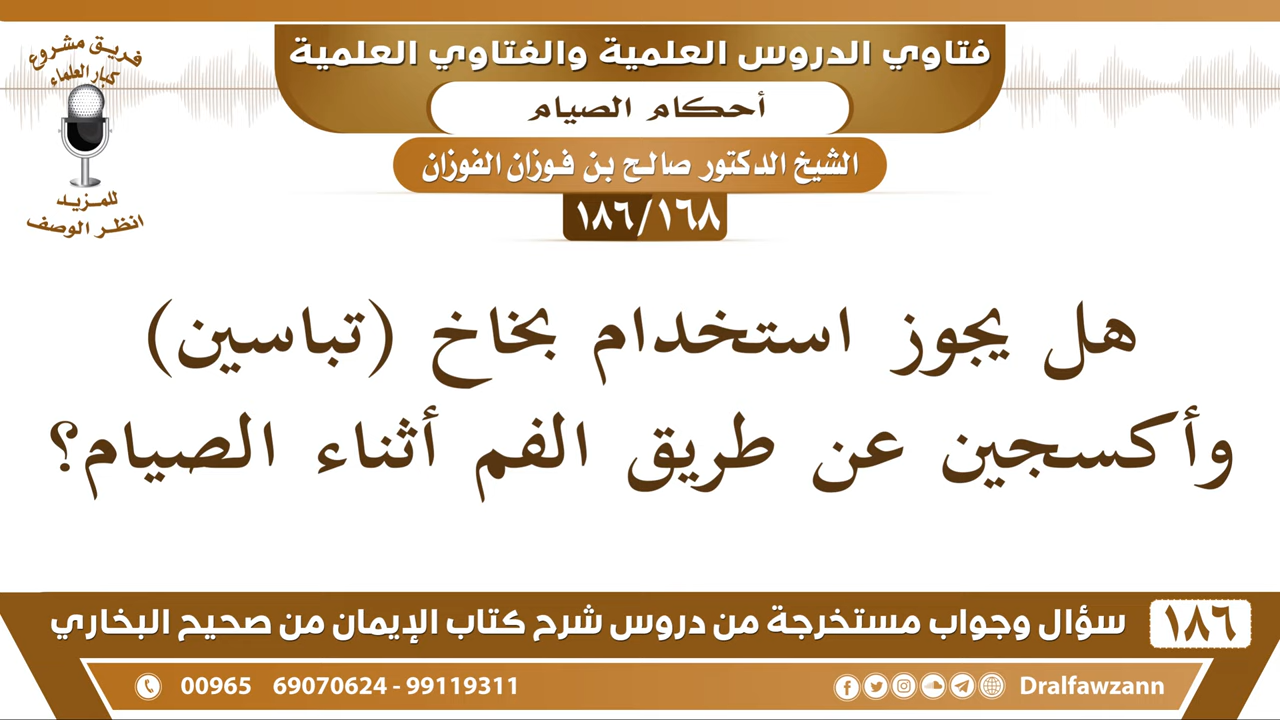 فتاوي الدروس العلمية والفتاوي العلمية
أحكام الصيام
الشيخ الدكتور صالح بن فوزان الفوزان
١٨٦/١٦٨
فريق مشروع
كبار العلماء
للمزيد
انظر الوصف
هل يجوز استخدام بخاخ (تباسين)
وأكسجين عن طريق الفم أثناء الصيام؟
١٨٦ سؤال وجواب مستخرجة من دروس شرح كتاب الإيمان من صحيح البخاري
00965 69070624 - 99119311
Dralfawzann